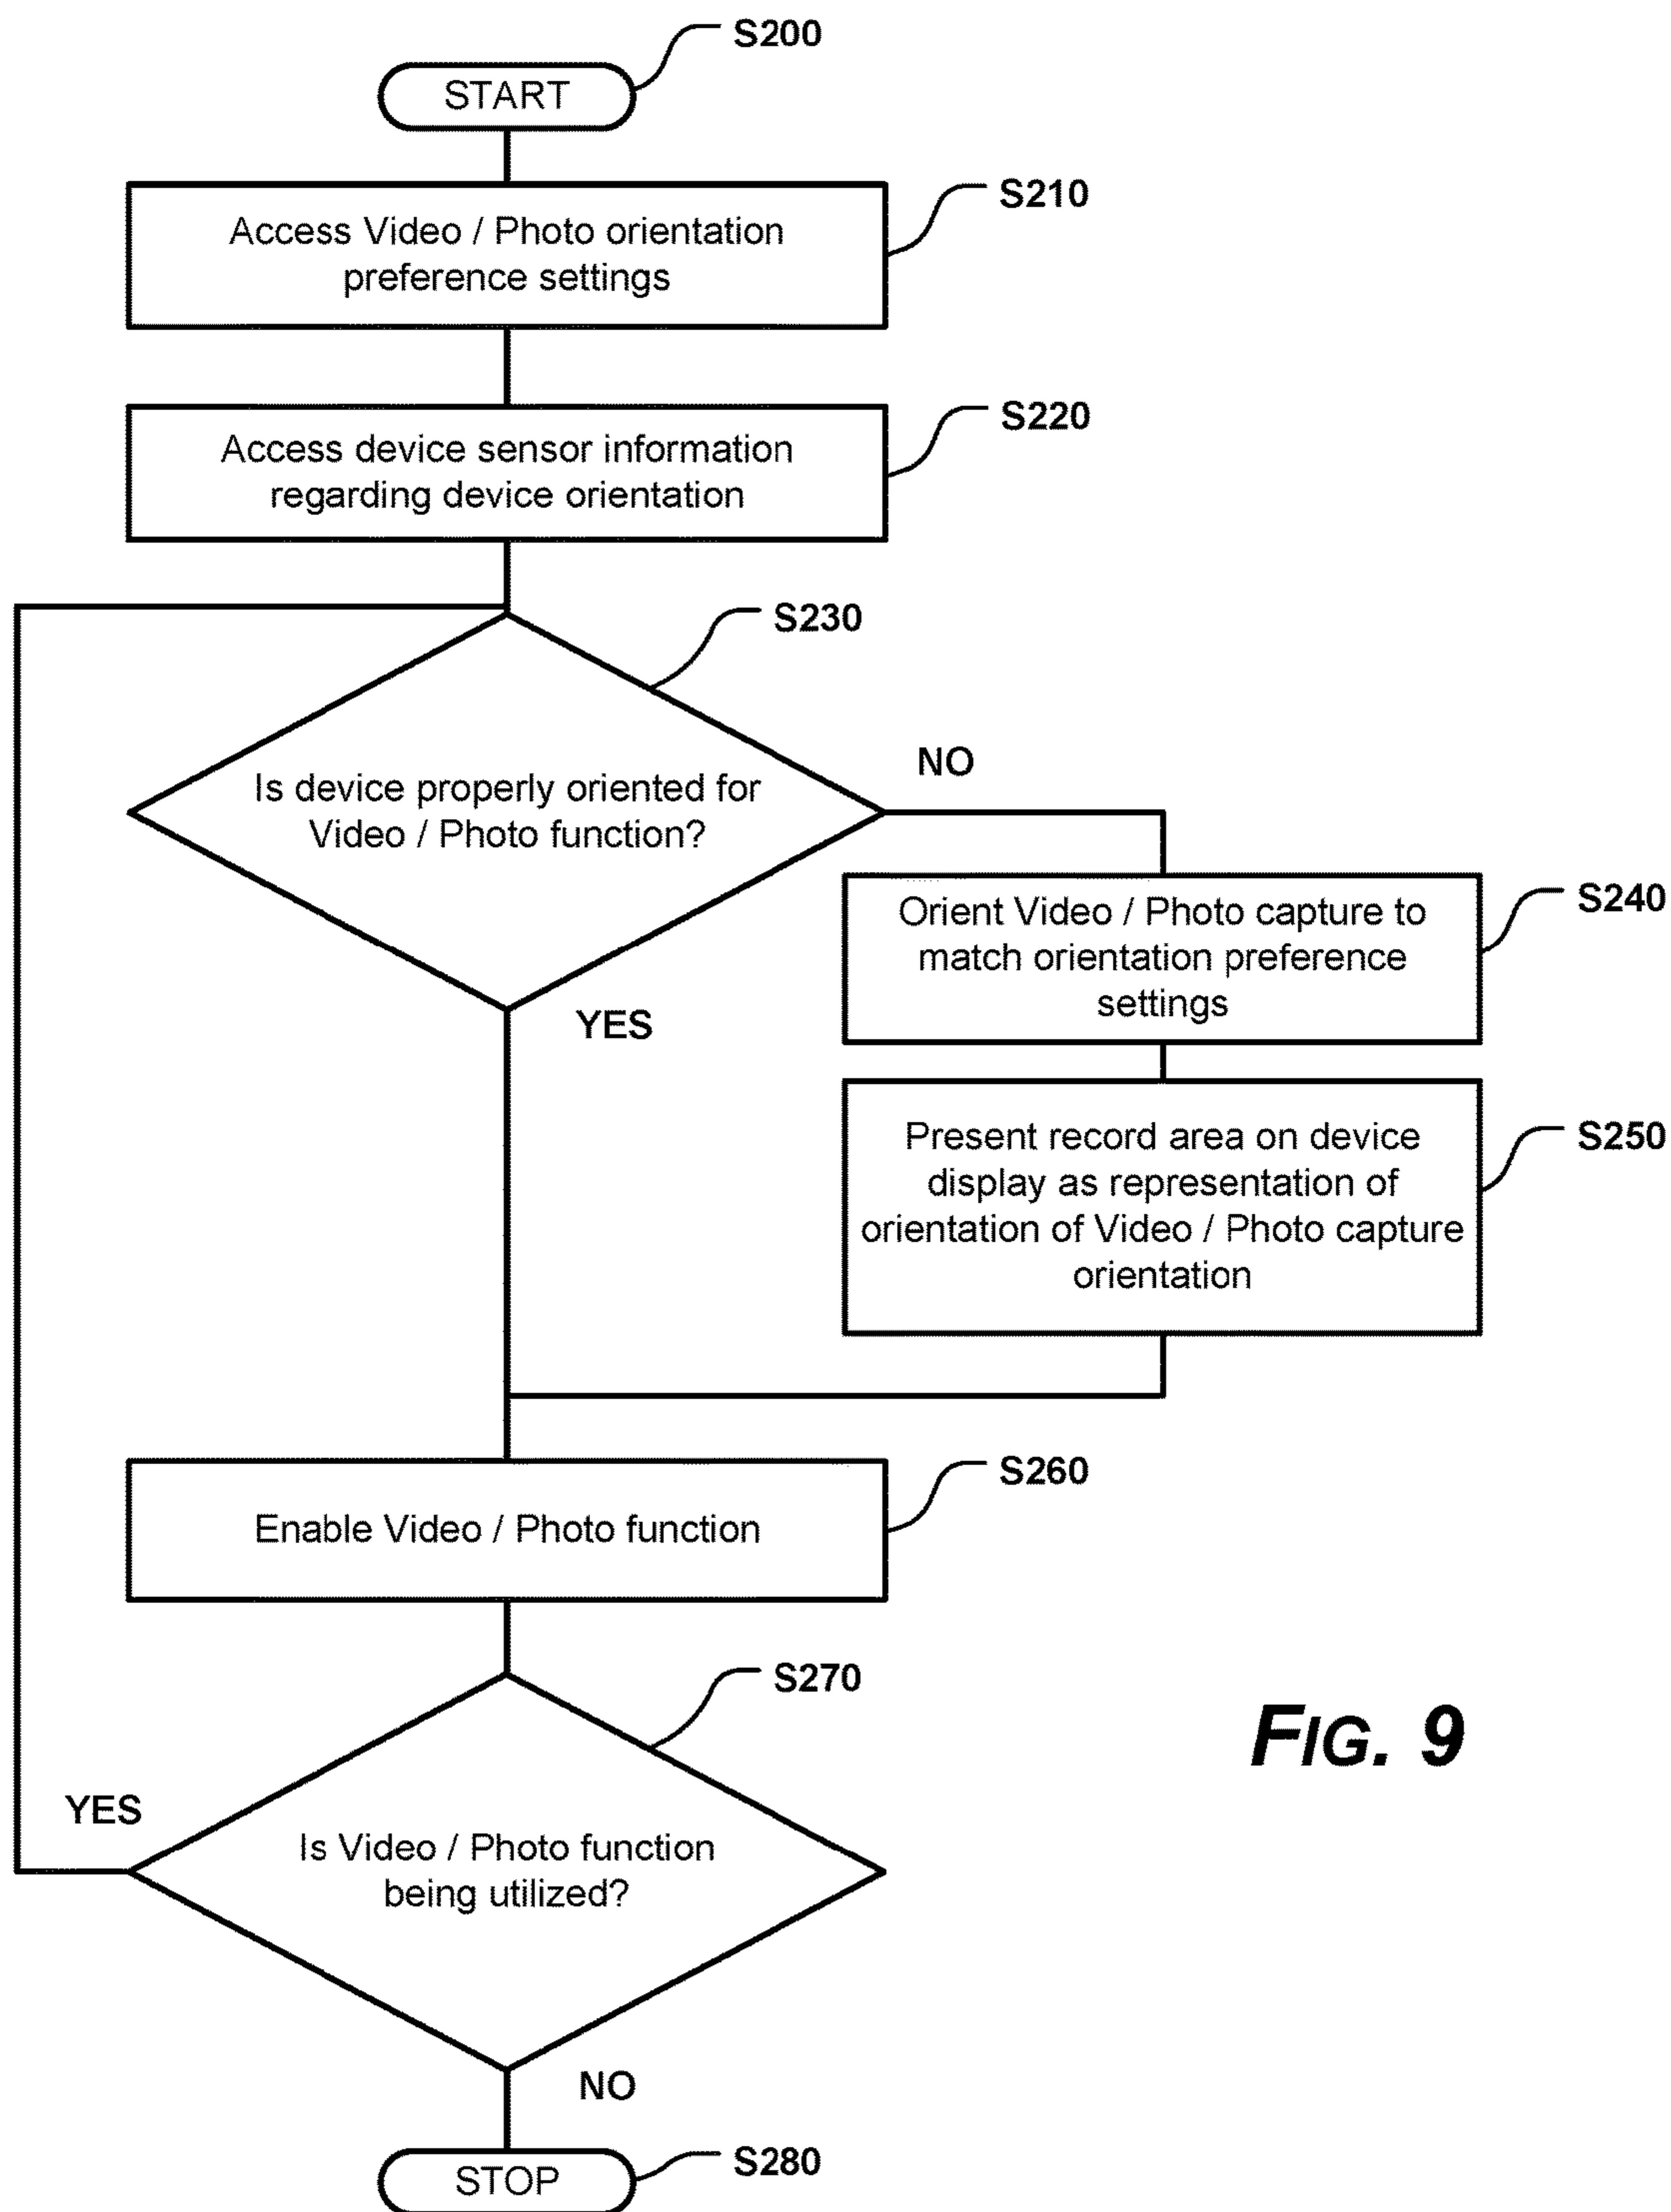 S200
START
S210
Access Video / Photo orientation
preference settings
S220
Access device sensor information
regarding device orientation
S230
NO
Is device properly oriented for
Video / Photo function?
YES
S240
Orient Video / Photo capture to
match orientation preference
settings
S250
Present record area on device
display as representation of
orientation of Video / Photo capture
orientation
S260
Enable Video / Photo function
S270
YES
Is Video / Photo function
being utilized?
NO
S280
STOP
FIG. 9